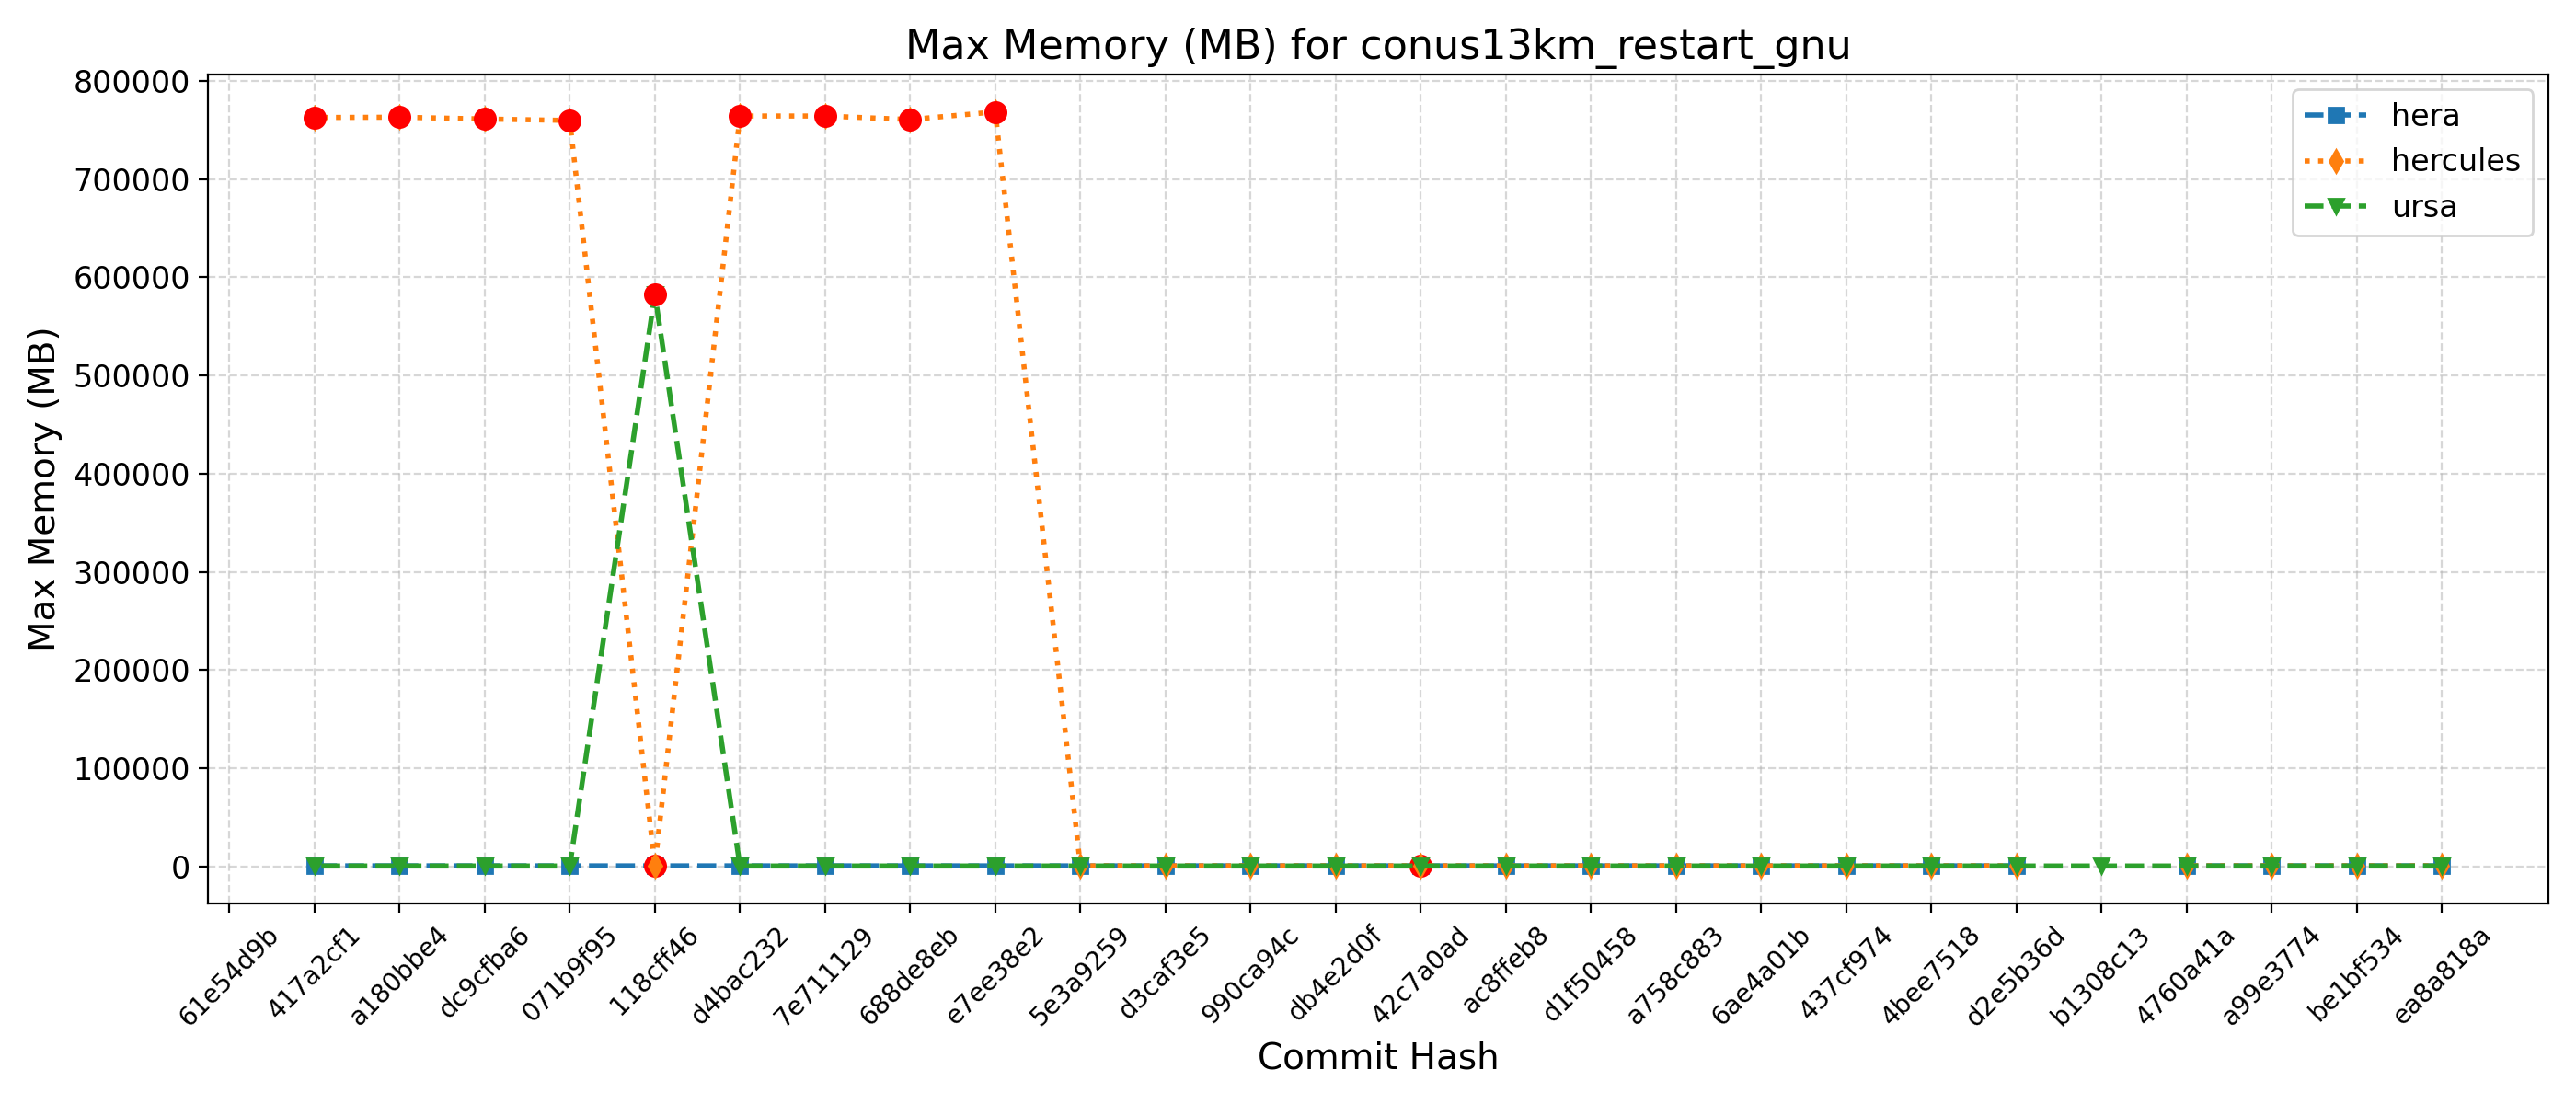 Max Memory (MB) for conus13km_restart_gnu
Max Memory (MB)
800000
700000
600000
500000
400000
300000
200000
100000
0
hera
hercules
ursa
61e54d9b
417a2cf1
a180bbe4
dc9cfba6
071b9f95
118cff46
d4bac232
7e711129
688de8eb
e7ee38e2
5e3a9259
d3caf3e5
990ca94c
db4e2d0f
42c7a0ad
ac8ffeb8
d1f50458
a758c883
6ae4a01b
437cf974
4bee7518
d2e5b36d
b1308c13
4760a41a
a99e3774
be1bf534
ea8a818a
Commit Hash